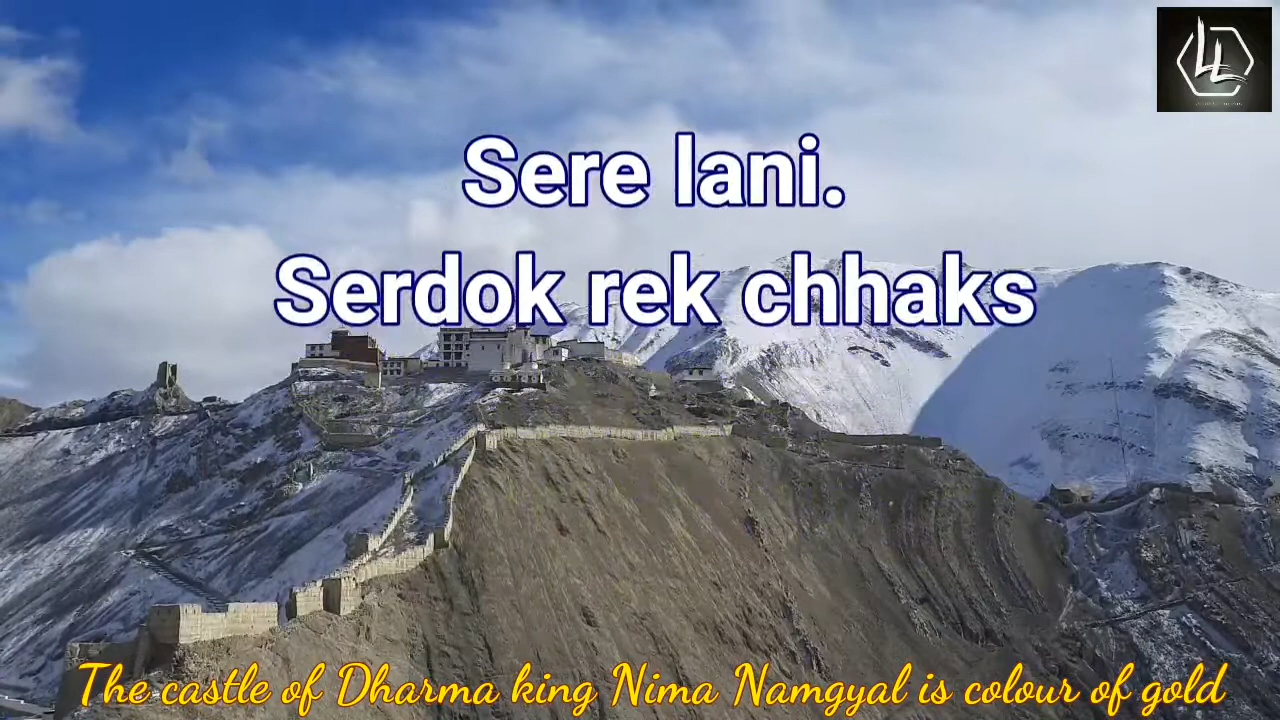 Sere lani.
Serdok rek chhaks
The castle of Dharma king Nima Namgyal is colour of gold